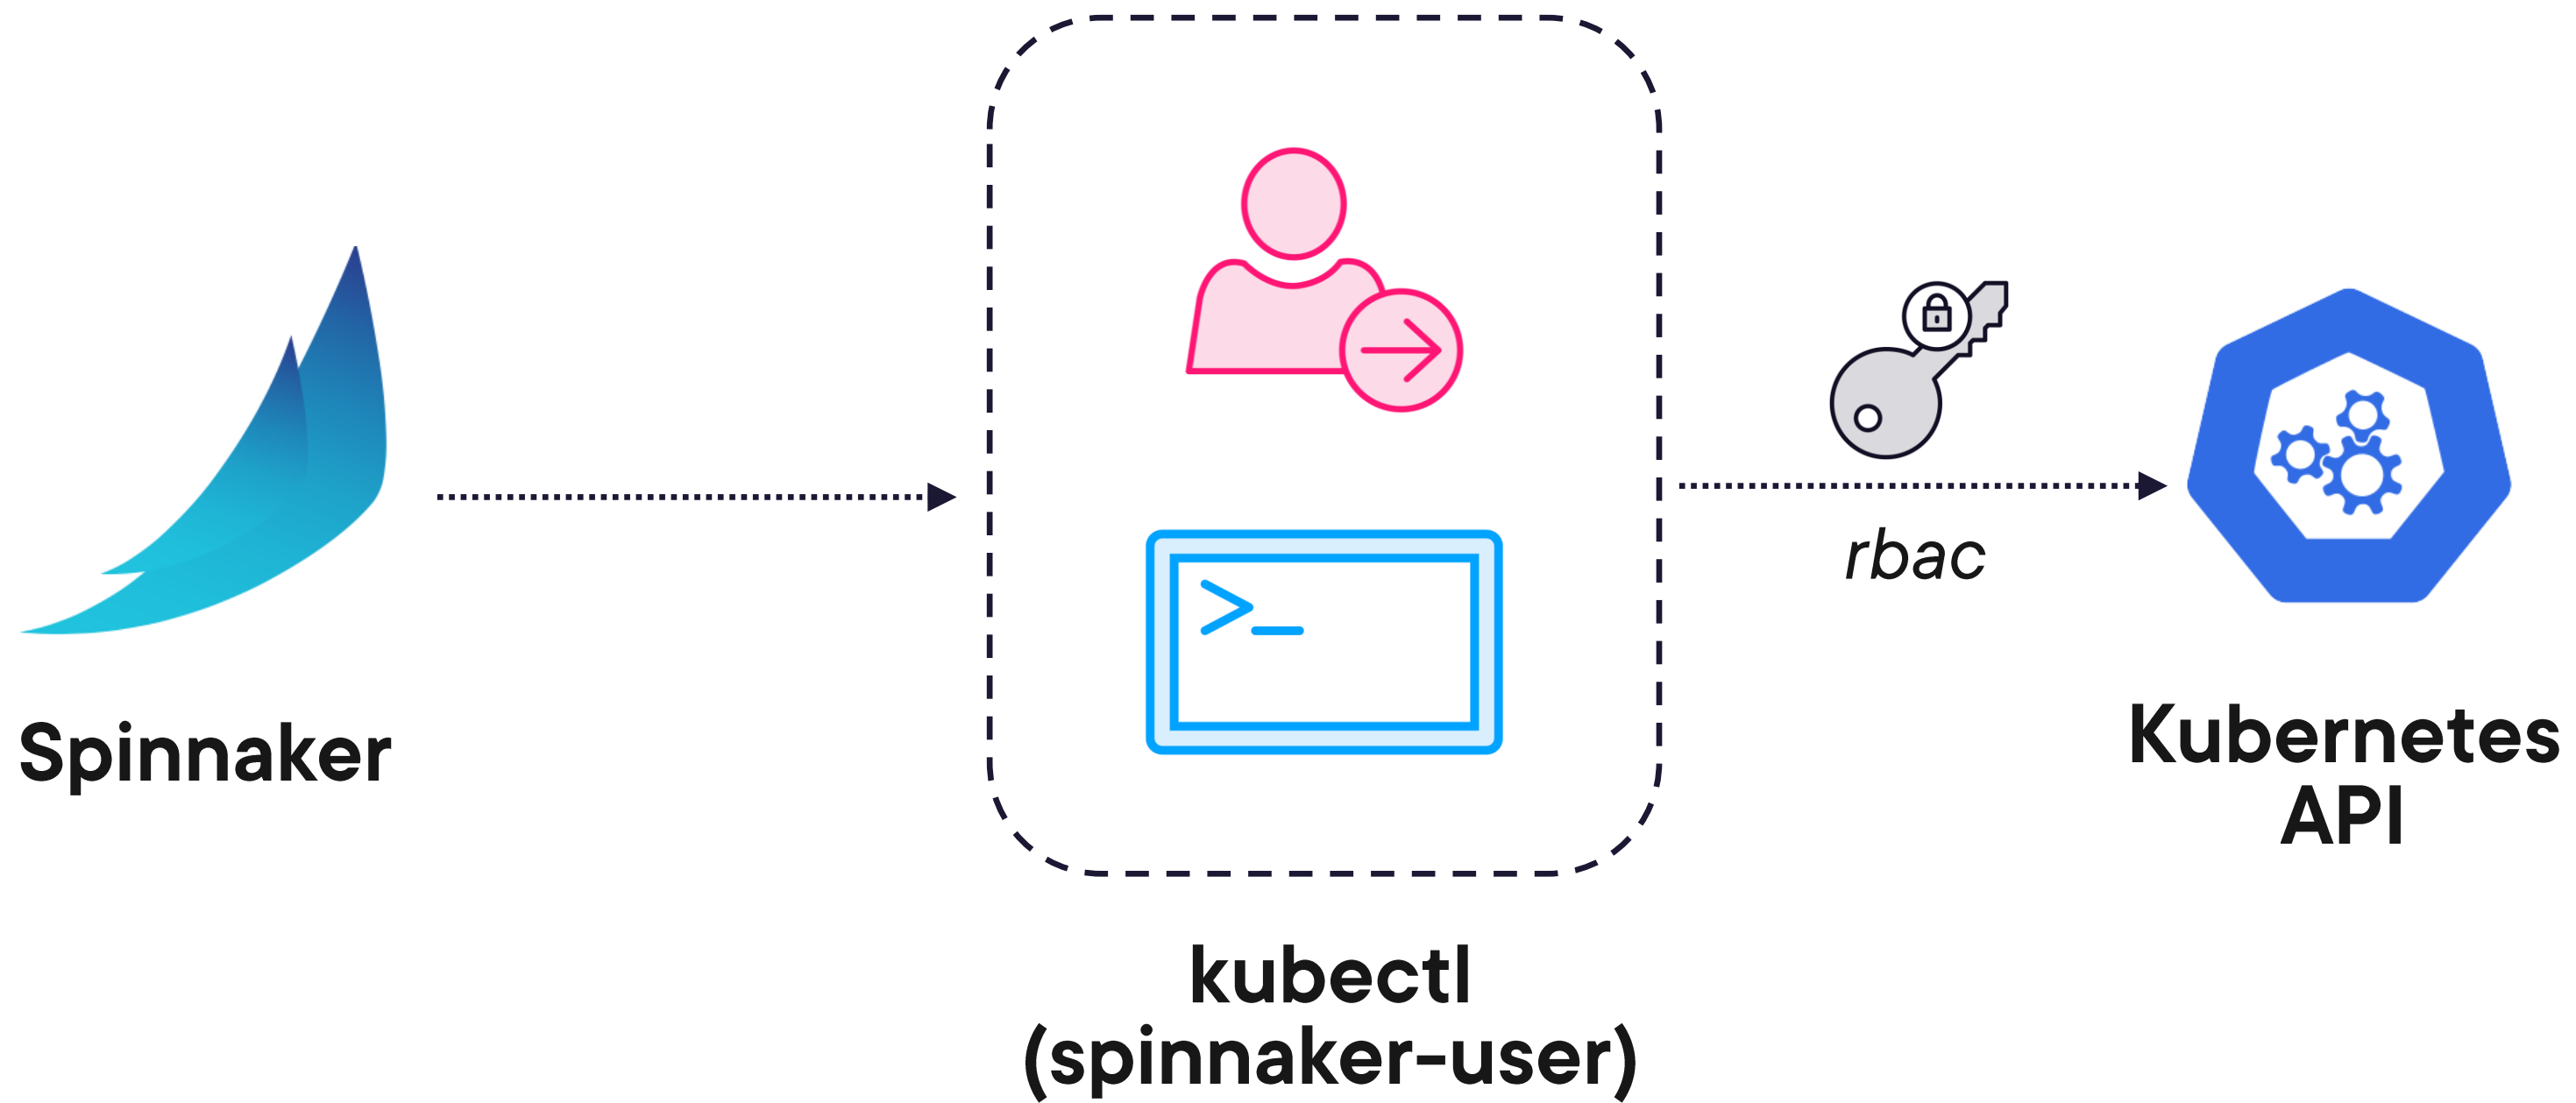 Spinnaker
>_
kubectl
(spinnaker-user)
rbac
Kubernetes
API